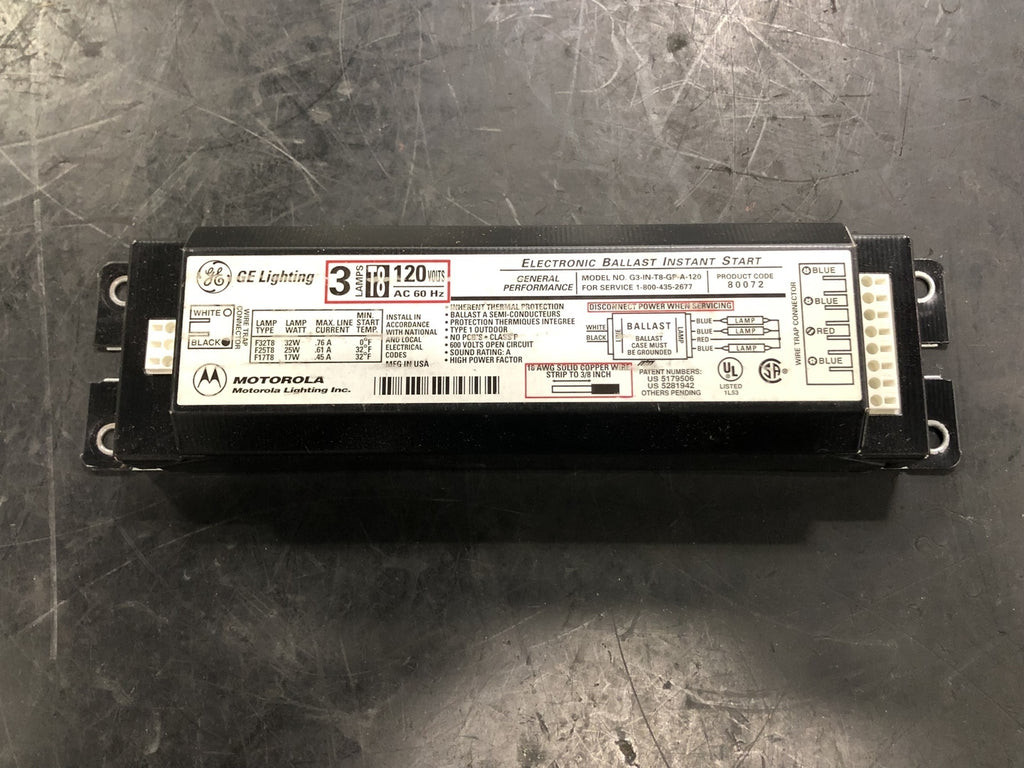 GE Lighting
3 LAMPS T8 120 VOLTS
AC 60 Hz
ELECTRONIC BALLAST INSTANT START
GENERAL PERFORMANCE
MODEL NO. G3-IN-T8-GP-A-120
FOR SERVICE 1-800-435-2677
PRODUCT CODE
80072
WHITE
BLACK
WIRE TRAP CONNECTOR
LAMP TYPE LAMP WATT MAX. LINE CURRENT MIN. START TEMP.
F32T8 32W .76 A 0°F
F25T8 25W .61 A 32°F
F17T8 17W .45 A 32°F
INSTALL IN
ACCORDANCE
WITH NATIONAL
AND LOCAL
ELECTRICAL
CODES
MFG IN USA
INHERENT THERMAL PROTECTION
BALLAST A SEMI-CONDUCTEURS
• PROTECTION THERMIQUES INTEGREE
• TYPE 1 OUTDOOR
• NO PCB'S • CLASS P
• 600 VOLTS OPEN CIRCUIT
• SOUND RATING: A
• HIGH POWER FACTOR
DISCONNECT POWER WHEN SERVICING
WHITE
BLACK
LINE
BALLAST
BALLAST
CASE MUST
BE GROUNDED
LAMP
BLUE LAMP
BLUE LAMP
RED
BLUE LAMP
WIRE TRAP CONNECTOR
BLUE
BLUE
RED
BLUE
MOTOROLA
Motorola Lighting Inc.
18 AWG SOLID COPPER WIRE
STRIP TO 3/8 INCH
PATENT NUMBERS:
US 5179506
US 5281942
OTHERS PENDING
UL
LISTED
1L53
SA